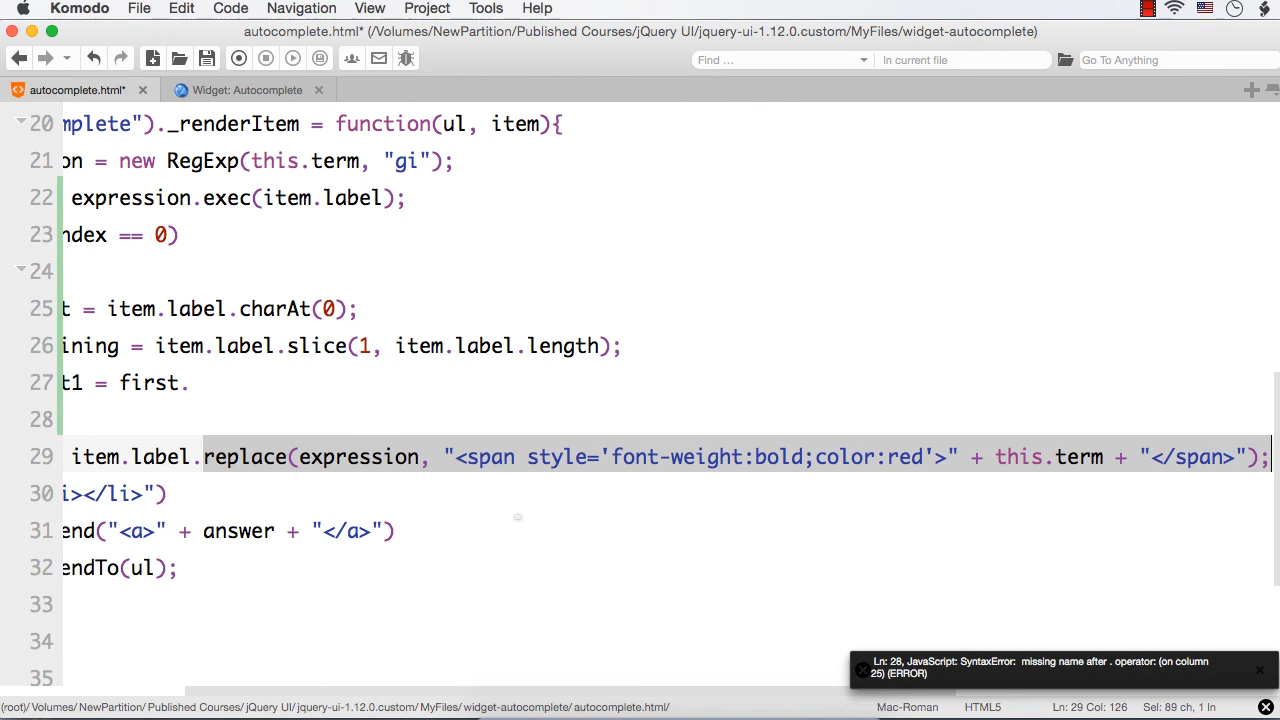 Komodo File Edit Code Navigation View Project Tools Help
autocomplete.html* (/Volumes/NewPartition/Published Courses/jQuery UI/jquery-ui-1.12.0.custom/MyFiles/widget-autocomplete)
Find ... In current file Go To Anything
autocomplete.html* Widget: Autocomplete
20 mplete")._renderItem = function(ul, item){
21 on = new RegExp(this.term, "gi");
22 expression.exec(item.label);
23 ndex == 0)
24
25 t = item.label.charAt(0);
26 ining = item.label.slice(1, item.label.length);
27 t1 = first.
28
29 item.label.replace(expression, "<span style='font-weight:bold;color:red'>" + this.term + "</span>");
30 i></li>")
31 end("<a>" + answer + "</a>")
32 endTo(ul);
33
34
35
Ln: 28, JavaScript: SyntaxError: missing name after . operator: (on column
25) (ERROR)
(root)/ Volumes/ NewPartition/ Published Courses/ jQuery UI/ jquery-ui-1.12.0.custom/ MyFiles/ widget-autocomplete/ autocomplete.html/ Mac-Roman HTML5 Ln: 29 Col: 126 Sel: 89 ch, 1 ln